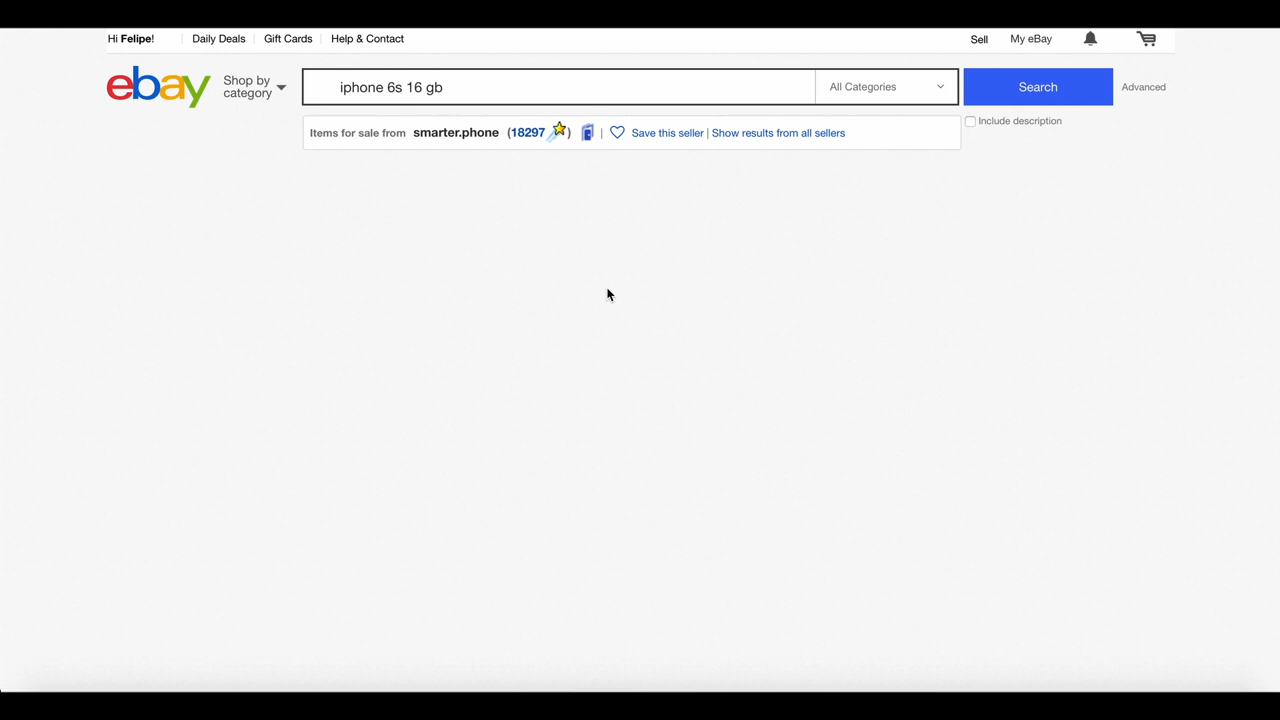 Hi Felipe! Daily Deals Gift Cards Help & Contact Sell My eBay
ebay Shop by category iphone 6s 16 gb All Categories Search Advanced
Items for sale from smarter.phone (18297) | Save this seller | Show results from all sellers Include description